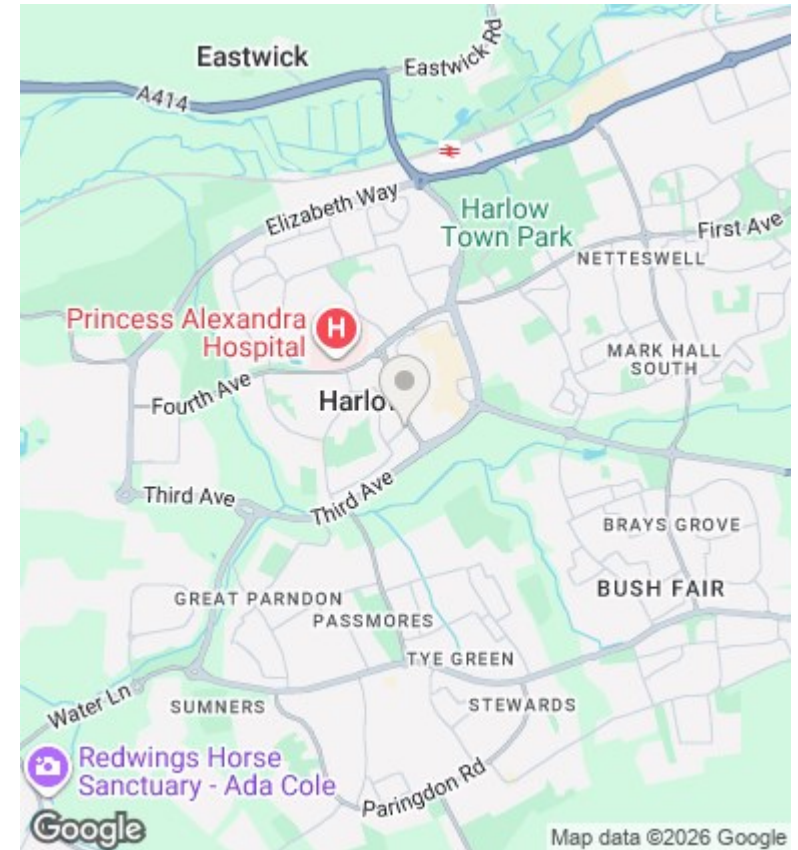 Eastwick
Eastwick Rd
A414
Elizabeth Way
Harlow
Town Park
First Ave
NETTESWELL
Princess Alexandra
Hospital
H
MARK HALL
SOUTH
Fourth Ave
Harlow
Third Ave
Third Ave
BRAYS GROVE
BUSH FAIR
GREAT PARNDON
PASSMORES
TYE GREEN
Water Ln
SUMNERS
STEWARDS
Redwings Horse
Sanctuary - Ada Cole
Paringdon Rd
Google
Map data ©2026 Google